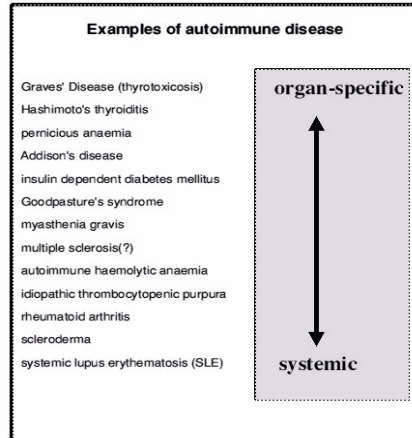 Examples of autoimmune disease
Graves' Disease (thyrotoxicosis)
Hashimoto's thyroiditis
pernicious anaemia
Addison's disease
insulin dependent diabetes mellitus
Goodpasture's syndrome
myasthenia gravis
multiple sclerosis(?)
autoimmune haemolytic anaemia
idiopathic thrombocytopenic purpura
rheumatoid arthritis
scleroderma
systemic lupus erythematosis (SLE)
organ-specific
systemic